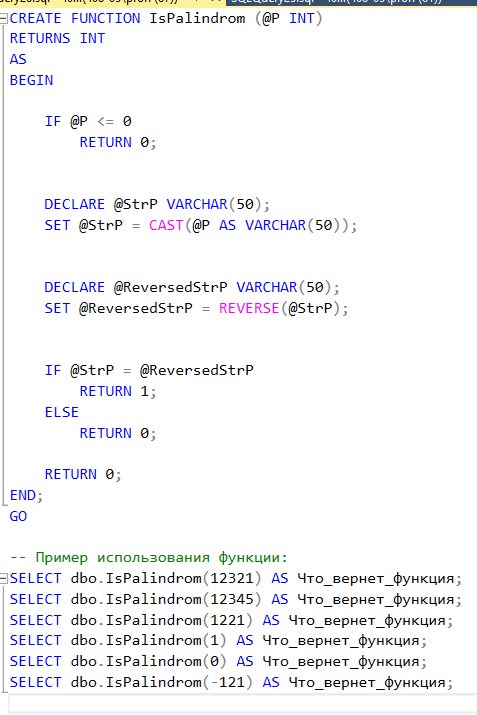 CREATE FUNCTION IsPalindrom (@P INT)
RETURNS INT
AS
BEGIN
IF @P <= 0
RETURN 0;
DECLARE @StrP VARCHAR(50);
SET @StrP = CAST(@P AS VARCHAR(50));
DECLARE @ReversedStrP VARCHAR(50);
SET @ReversedStrP = REVERSE(@StrP);
IF @StrP = @ReversedStrP
RETURN 1;
ELSE
RETURN 0;
RETURN 0;
END;
GO
-- Пример использования функции:
SELECT dbo.IsPalindrom(12321) AS Что_вернет_функция;
SELECT dbo.IsPalindrom(12345) AS Что_вернет_функция;
SELECT dbo.IsPalindrom(1221) AS Что_вернет_функция;
SELECT dbo.IsPalindrom(1) AS Что_вернет_функция;
SELECT dbo.IsPalindrom(0) AS Что_вернет_функция;
SELECT dbo.IsPalindrom(-121) AS Что_вернет_функция;